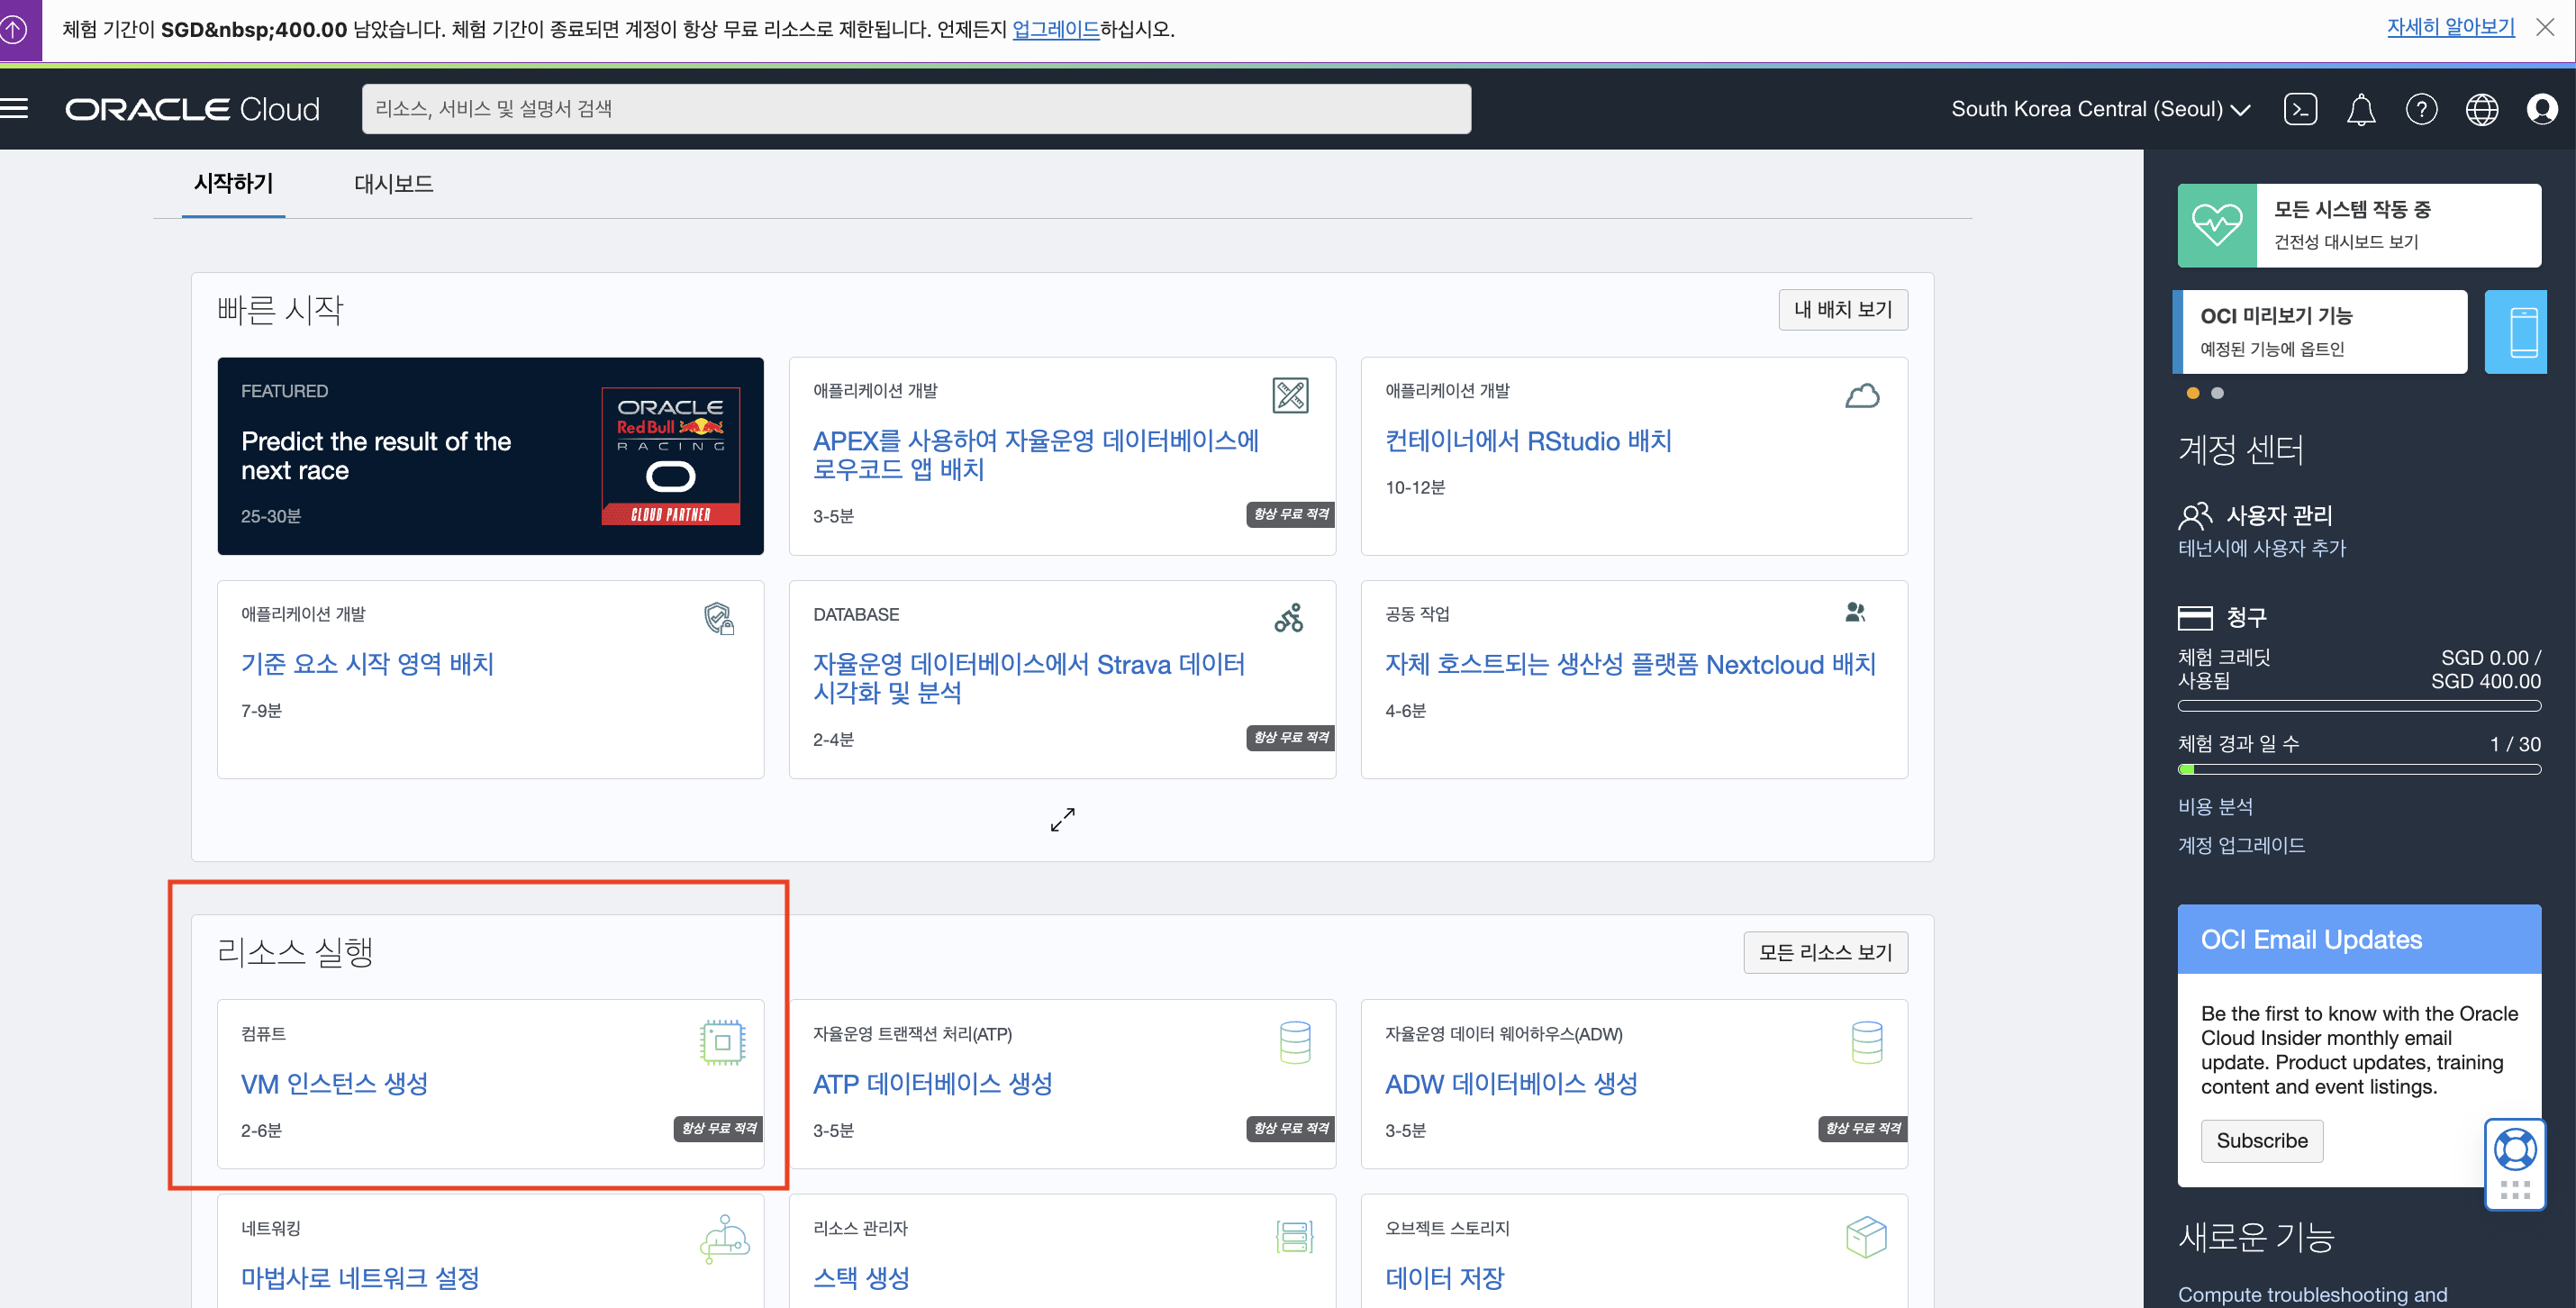 체험 기간이 SGD&nbsp;400.00 남았습니다. 체험 기간이 종료되면 계정이 항상 무료 리소스로 제한됩니다. 언제든지 업그레이드하십시오.
자세히 알아보기
ORACLE Cloud
리소스, 서비스 및 설명서 검색
South Korea Central (Seoul)
시작하기
대시보드
빠른 시작
내 배치 보기
FEATURED
Predict the result of the
next race
25-30분
ORACLE
Red Bull
RACING
CLOUD PARTNER
애플리케이션 개발
APEX를 사용하여 자율운영 데이터베이스에
로우코드 앱 배치
3-5분
항상 무료 적격
애플리케이션 개발
컨테이너에서 RStudio 배치
10-12분
애플리케이션 개발
기준 요소 시작 영역 배치
7-9분
DATABASE
자율운영 데이터베이스에서 Strava 데이터
시각화 및 분석
2-4분
항상 무료 적격
공동 작업
자체 호스트되는 생산성 플랫폼 Nextcloud 배치
4-6분
리소스 실행
모든 리소스 보기
컴퓨트
VM 인스턴스 생성
2-6분
항상 무료 적격
자율운영 트랜잭션 처리(ATP)
ATP 데이터베이스 생성
3-5분
항상 무료 적격
자율운영 데이터 웨어하우스(ADW)
ADW 데이터베이스 생성
3-5분
항상 무료 적격
네트워킹
마법사로 네트워크 설정
리소스 관리자
스택 생성
오브젝트 스토리지
데이터 저장
모든 시스템 작동 중
건전성 대시보드 보기
OCI 미리보기 기능
예정된 기능에 옵트인
계정 센터
사용자 관리
테넌시에 사용자 추가
청구
체험 크레딧
사용됨
SGD 0.00 /
SGD 400.00
체험 경과 일 수
1 / 30
비용 분석
계정 업그레이드
OCI Email Updates
Be the first to know with the Oracle
Cloud Insider monthly email
update. Product updates, training
content and event listings.
Subscribe
새로운 기능
Compute troubleshooting and